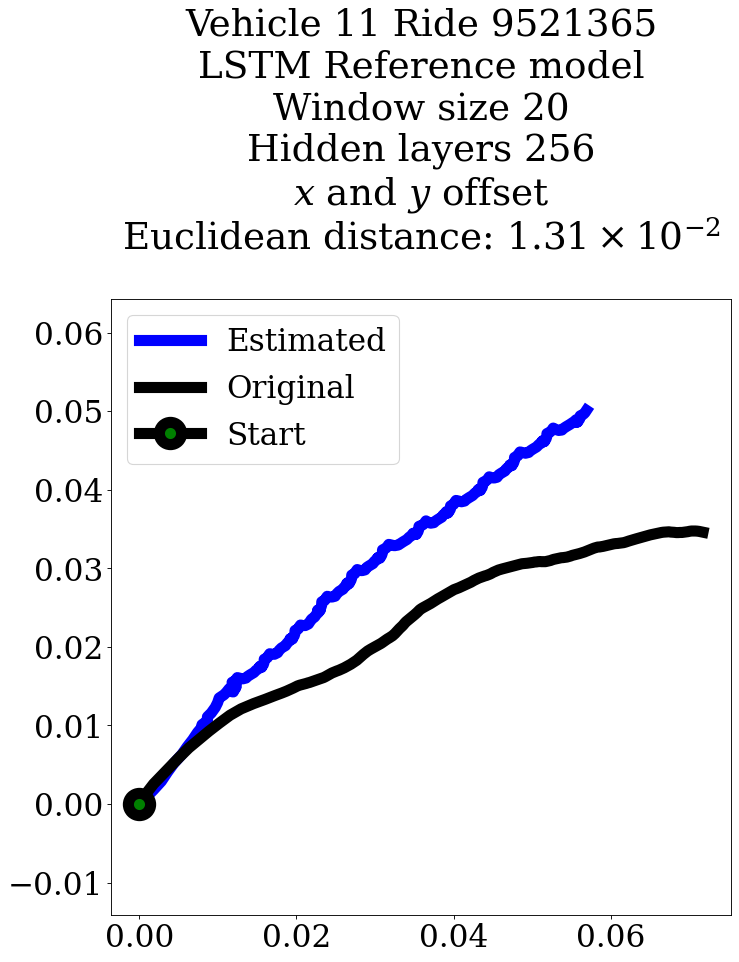 Vehicle 11 Ride 9521365
LSTM Reference model
Window size 20
Hidden layers 256
x and y offset
Euclidean distance: 1.31 × 10⁻²
Estimated
Original
Start
0.06
0.05
0.04
0.03
0.02
0.01
0.00
−0.01
0.00 0.02 0.04 0.06